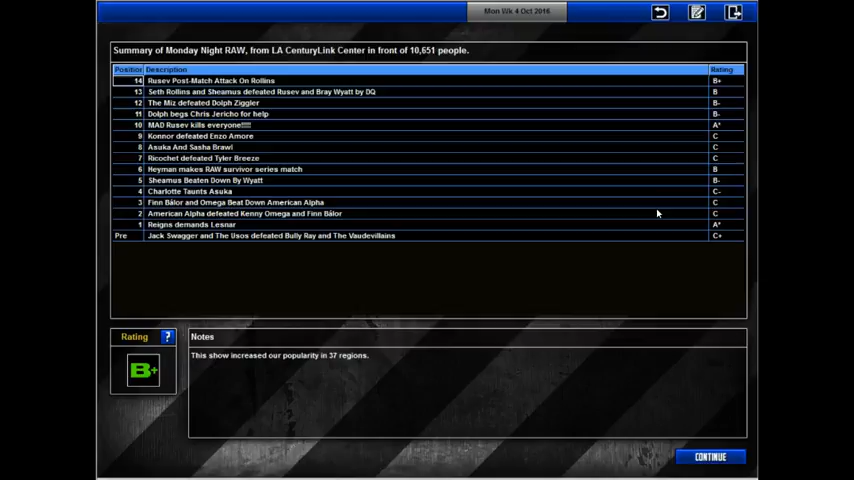 Mon Wk 4 Oct 2016
Summary of Monday Night RAW, from LA CenturyLink Center in front of 10,651 people.
Position Description Rating
14 Rusev Post-Match Attack On Rollins B+
13 Seth Rollins and Sheamus defeated Rusev and Bray Wyatt by DQ B
12 The Miz defeated Dolph Ziggler B-
11 Dolph begs Chris Jericho for help B-
10 MAD Rusev kills everyone!!!!! A*
9 Konnor defeated Enzo Amore C
8 Asuka And Sasha Brawl C
7 Ricochet defeated Tyler Breeze C
6 Heyman makes RAW survivor series match B
5 Sheamus Beaten Down By Wyatt B-
4 Charlotte Taunts Asuka C-
3 Finn Bálor and Omega Beat Down American Alpha C
2 American Alpha defeated Kenny Omega and Finn Bálor C
1 Reigns demands Lesnar A*
Pre Jack Swagger and The Usos defeated Bully Ray and The Vaudevillains C+
Rating ? Notes
This show increased our popularity in 37 regions.
B+
CONTINUE